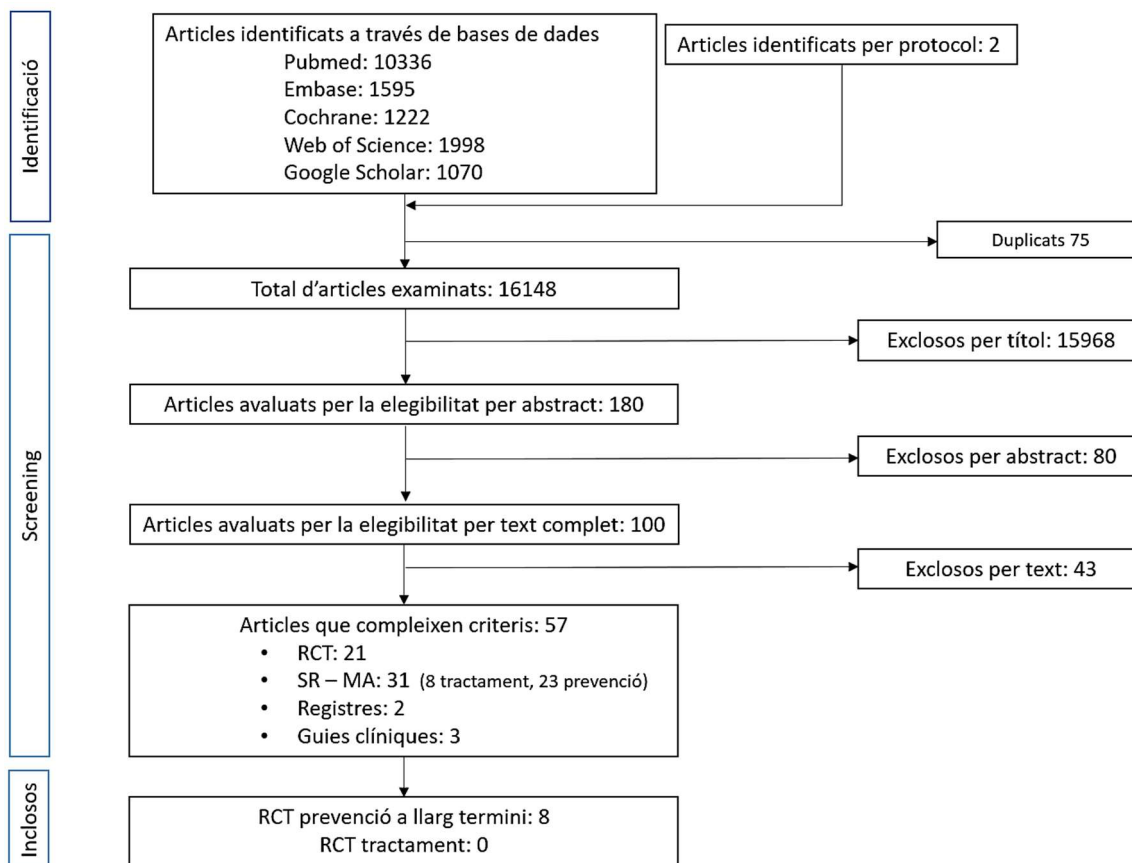 Identificació
Articles identificats a través de bases de dades
Pubmed: 10336
Embase: 1595
Cochrane: 1222
Web of Science: 1998
Google Scholar: 1070
Articles identificats per protocol: 2
Screening
Duplicats 75
Total d'articles examinats: 16148
Exclosos per títol: 15968
Articles avaluats per la elegibilitat per abstract: 180
Exclosos per abstract: 80
Articles avaluats per la elegibilitat per text complet: 100
Exclosos per text: 43
Articles que compleixen criteris: 57
• RCT: 21
• SR – MA: 31 (8 tractament, 23 prevenció)
• Registres: 2
• Guies clíniques: 3
Inclosos
RCT prevenció a llarg termini: 8
RCT tractament: 0